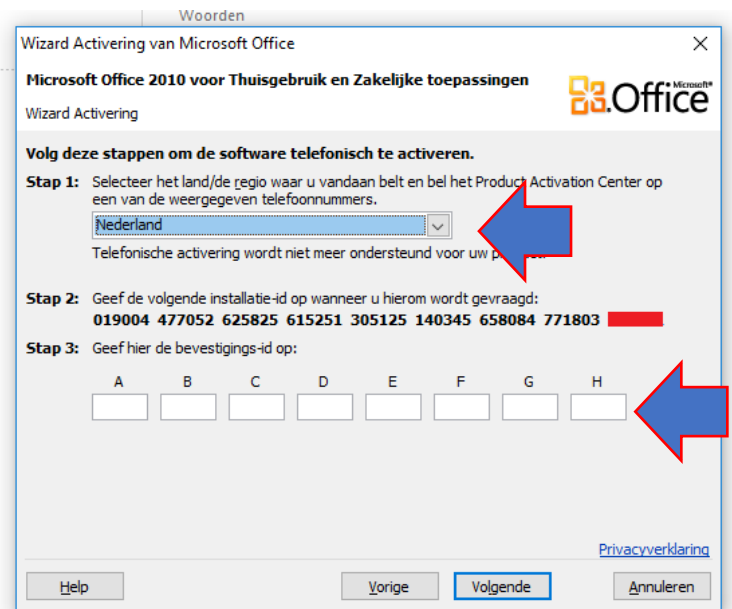 Woorden
Wizard Activering van Microsoft Office
Microsoft Office 2010 voor Thuisgebruik en Zakelijke toepassingen
Microsoft®
Office
Wizard Activering
Volg deze stappen om de software telefonisch te activeren.
Stap 1: Selecteer het land/de regio waar u vandaan belt en bel het Product Activation Center op
een van de weergegeven telefoonnummers.
Nederland
Telefonische activering wordt niet meer ondersteund voor uw
Stap 2: Geef de volgende installatie-id op wanneer u hierom wordt gevraagd:
019004 477052 625825 615251 305125 140345 658084 771803
Stap 3: Geef hier de bevestigings-id op:
A B C D E F G H
Privacyverklaring
Help Vorige Volgende Annuleren